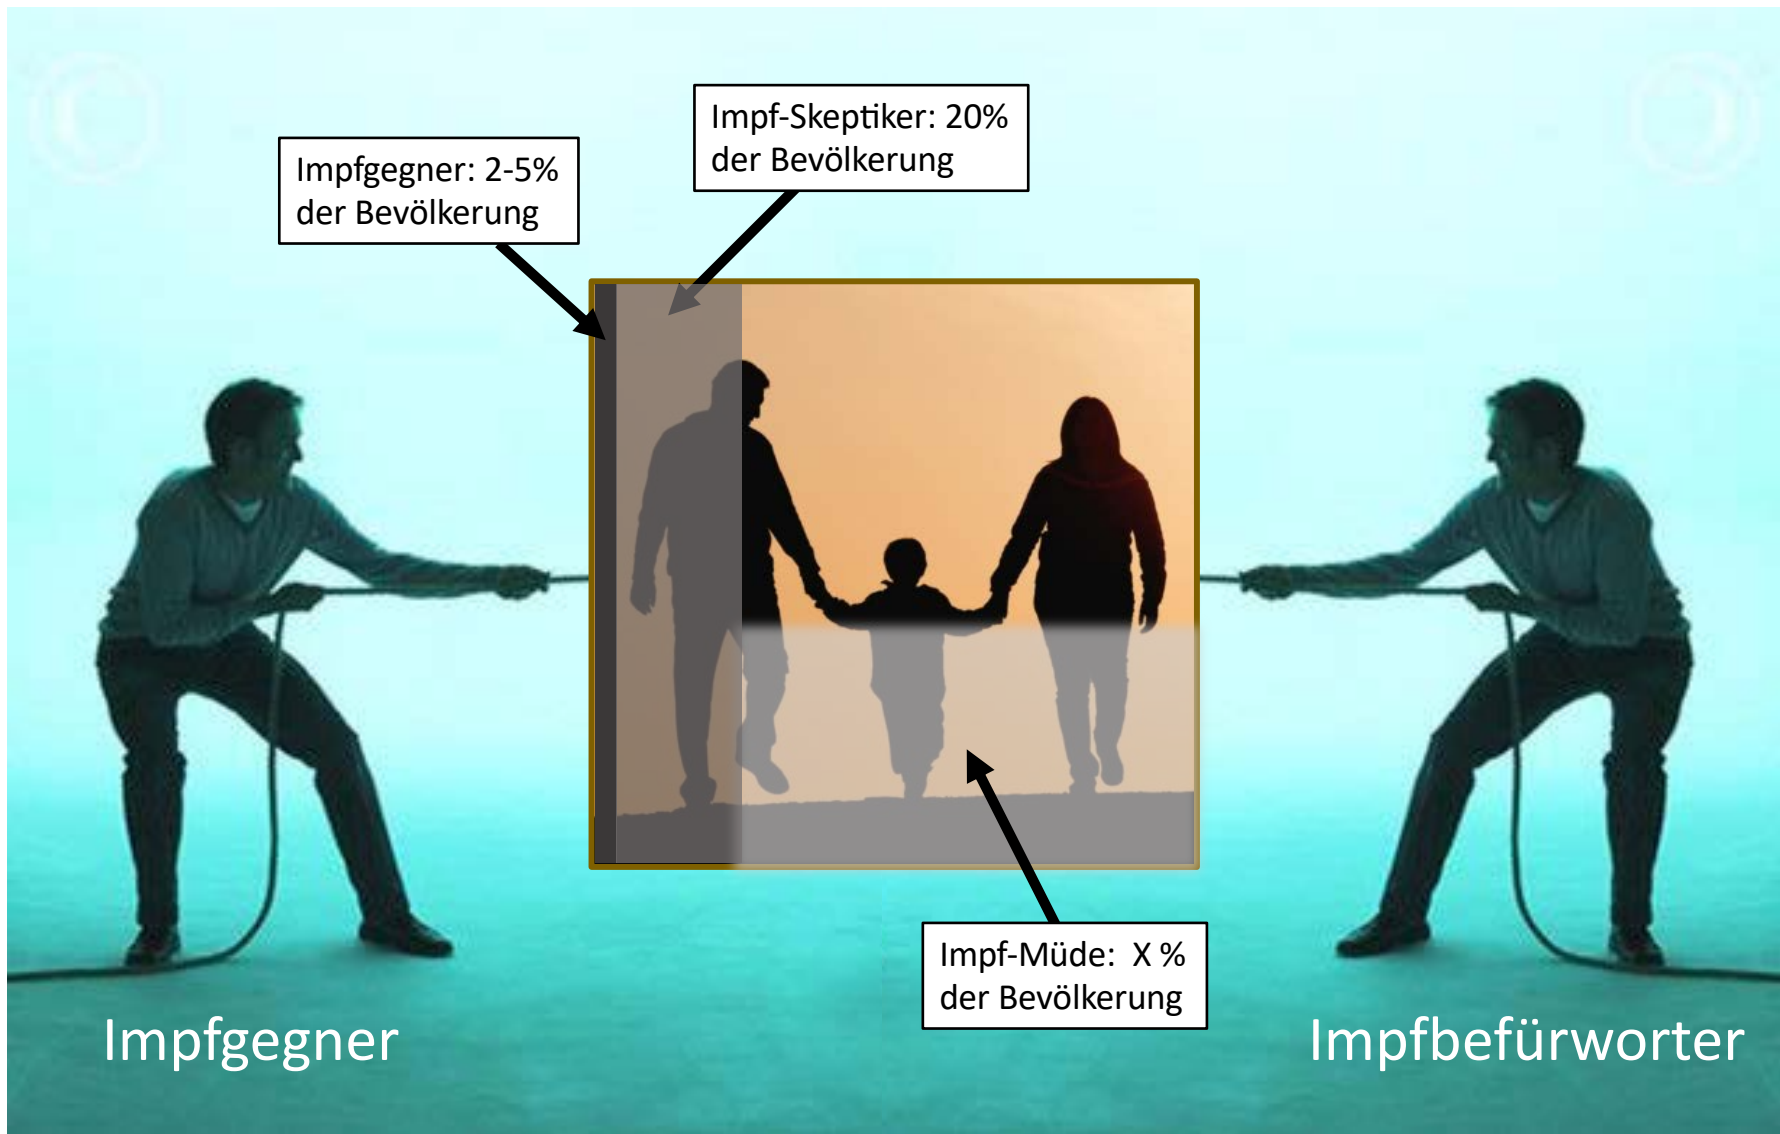 Impf-Skeptiker: 20%
der Bevölkerung
Impfgegner: 2-5%
der Bevölkerung
Impf-Müde:  X %
der Bevölkerung
Impfgegner
Impfbefürworter